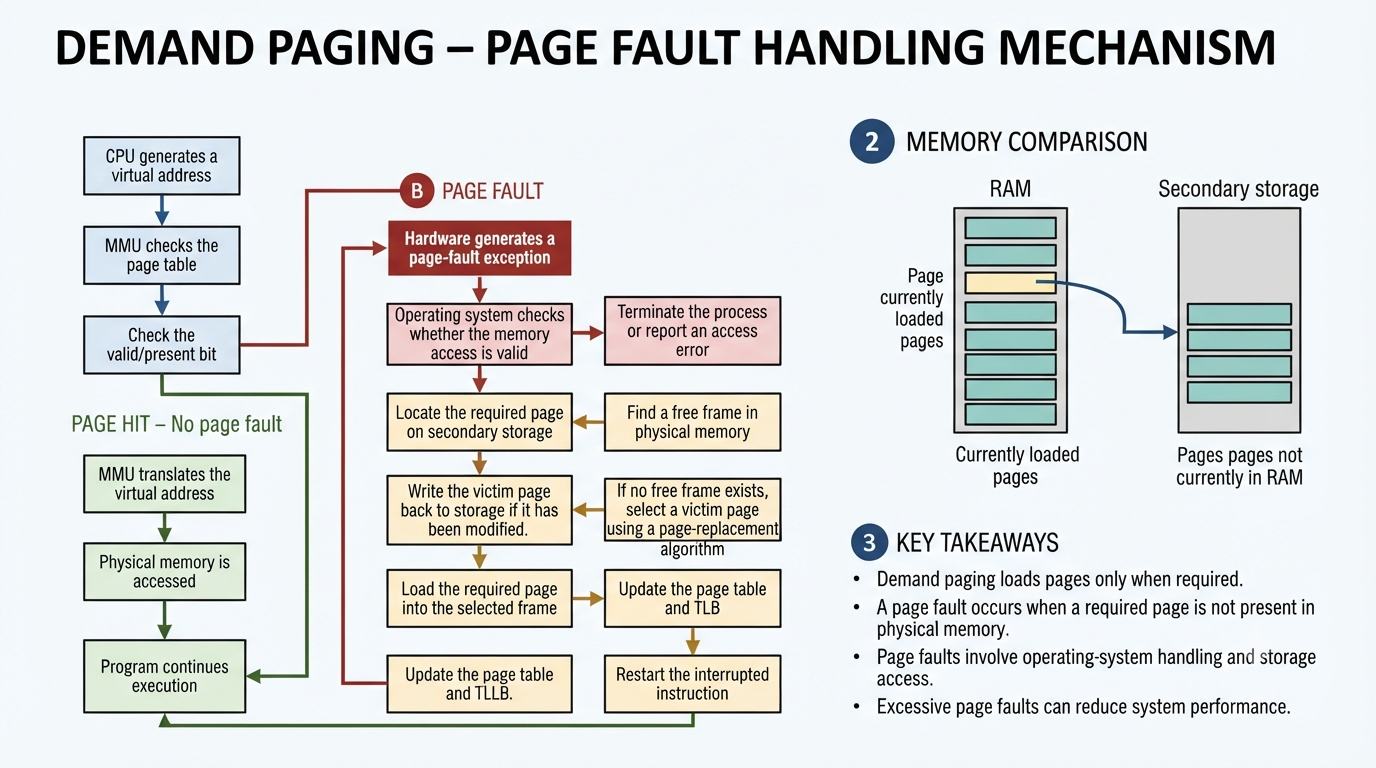 DEMAND PAGING – PAGE FAULT HANDLING MECHANISM
CPU generates a
virtual address
MMU checks the
page table
Check the
valid/present bit
PAGE HIT – No page fault
MMU translates the
virtual address
Physical memory is
accessed
Program continues
execution
B PAGE FAULT
Hardware generates a
page-fault exception
Operating system checks
whether the memory
access is valid
Terminate the process
or report an access
error
Locate the required page
on secondary storage
Find a free frame in
physical memory
Write the victim page
back to storage if it has
been modified.
If no free frame exists,
select a victim page
using a page-replacement
algorithm
Load the required page
into the selected frame
Update the page table
and TLB
Update the page table
and TLLB.
Restart the interrupted
instruction
2 MEMORY COMPARISON
RAM
Secondary storage
Page
currently
loaded
pages
Currently loaded
pages
Pages pages not
currently in RAM
3 KEY TAKEAWAYS
• Demand paging loads pages only when required.
• A page fault occurs when a required page is not present in
physical memory.
• Page faults involve operating-system handling and storage
access.
• Excessive page faults can reduce system performance.